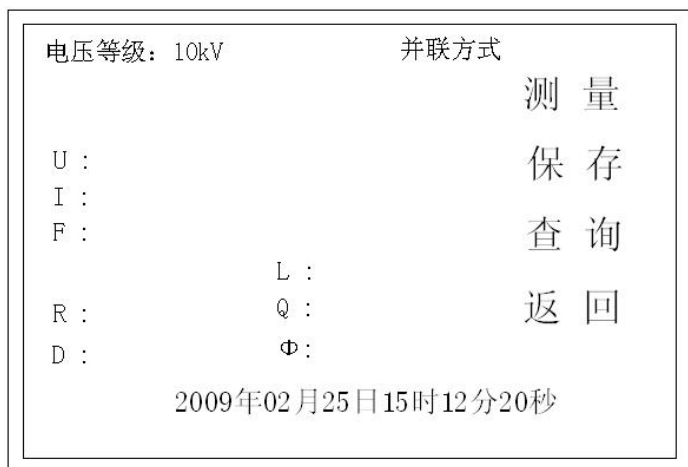 电压等级：10kV 并联方式
测 量
U： 保 存
I：
F： 查 询
L：
R： Q： 返 回
D： Φ：
2009年02月25日15时12分20秒